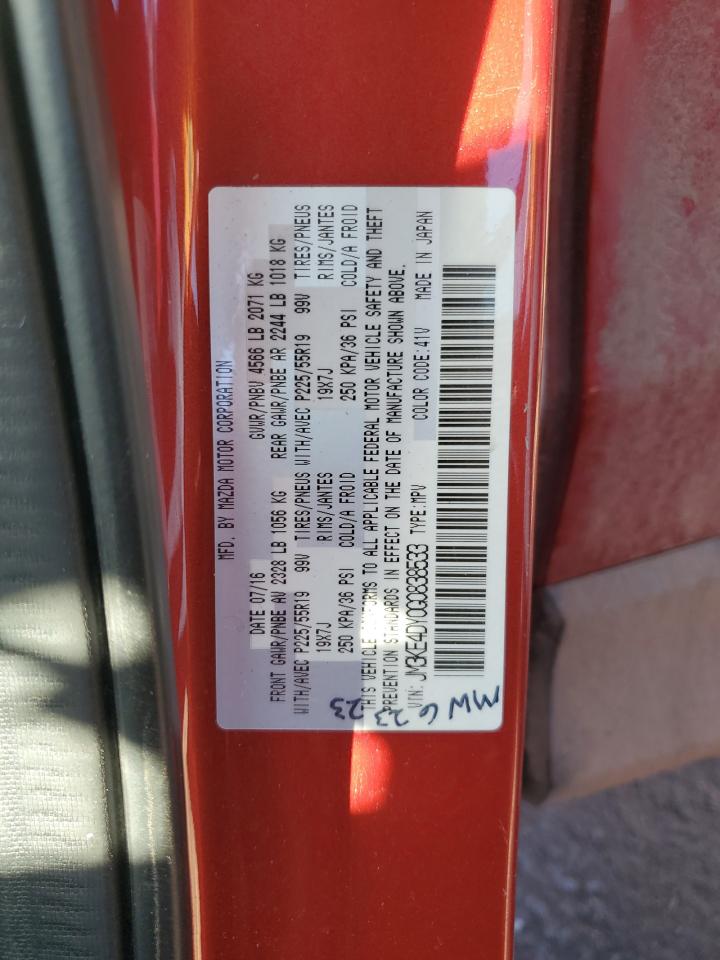 MFD. BY MAZDA MOTOR CORPORATION
DATE 07/16 GVWR/PNBV 4566 LB 2071 KG
FRONT GAWR/PNBE AV 2328 LB 1056 KG REAR GAWR/PNBE AR 2244 LB 1018 KG
WITH/AVEC P225/55R19 99V TIRES/PNEUS WITH/AVEC P225/55R19 99V TIRES/PNEUS
19X7J RIMS/JANTES 19X7J RIMS/JANTES
250 KPA/36 PSI COLD/A FROID 250 KPA/36 PSI COLD/A FROID
THIS VEHICLE CONFORMS TO ALL APPLICABLE FEDERAL MOTOR VEHICLE SAFETY AND THEFT
PREVENTION STANDARDS IN EFFECT ON THE DATE OF MANUFACTURE SHOWN ABOVE.
VIN: JM3KE4DY0G0838533 TYPE:MPV COLOR CODE:41V MADE IN JAPAN
MW 6 23 23